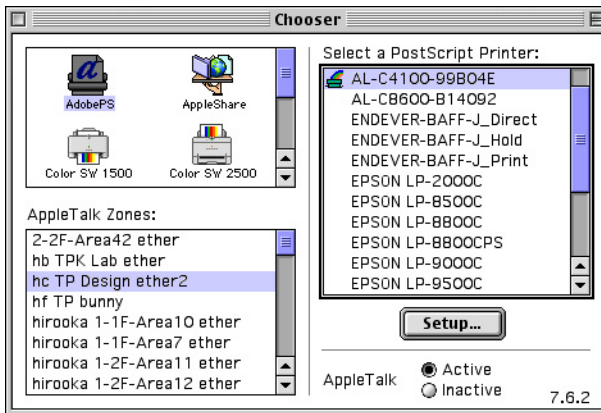 Chooser
AdobePS
AppleShare
Color SW 1500
Color SW 2500
AppleTalk Zones:
2-2F-Area42 ether
hb TPK Lab ether
hc TP Design ether2
hf TP bunny
hirooka 1-1F-Area10 ether
hirooka 1-1F-Area7 ether
hirooka 1-2F-Area11 ether
hirooka 1-2F-Area12 ether
Select a PostScript Printer:
AL-C4100-99B04E
AL-C8600-B14092
ENDEVER-BAFF-J_Direct
ENDEVER-BAFF-J_Hold
ENDEVER-BAFF-J_Print
EPSON LP-2000C
EPSON LP-8500C
EPSON LP-8800C
EPSON LP-8800CPS
EPSON LP-9000C
EPSON LP-9500C
Setup...
AppleTalk
Active
Inactive
7.6.2